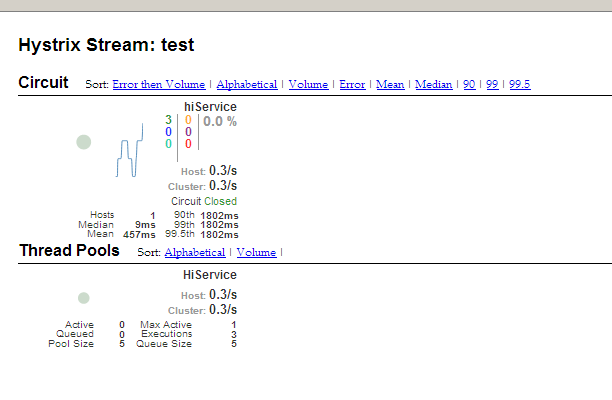 Hystrix Stream: test
Circuit Sort: Error then Volume | Alphabetical | Volume | Error | Mean | Median | 90 | 99 | 99.5
hiService
3 0 0.0 %
0 0
0 0
Host: 0.3/s
Cluster: 0.3/s
Circuit Closed
Hosts 1 90th 1802ms
Median 9ms 99th 1802ms
Mean 457ms 99.5th 1802ms
Thread Pools Sort: Alphabetical | Volume |
HiService
Host: 0.3/s
Cluster: 0.3/s
Active 0 Max Active 1
Queued 0 Executions 3
Pool Size 5 Queue Size 5